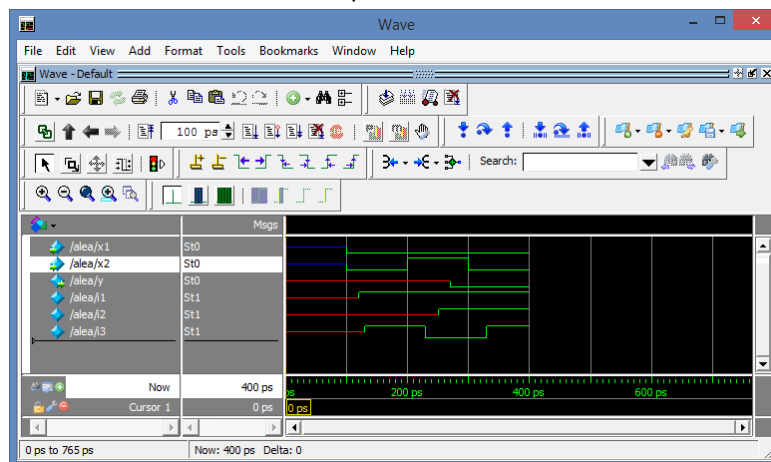 Wave
File Edit View Add Format Tools Bookmarks Window Help
Wave - Default
100 ps
Search:
Msgs
/alea/x1 St0
/alea/x2 St0
/alea/y St0
/alea/i1 St1
/alea/i2 St1
/alea/i3 St1
Now 400 ps
ps 200 ps 400 ps 600 ps
Cursor 1 0 ps 0 ps
0 ps to 765 ps Now: 400 ps Delta: 0